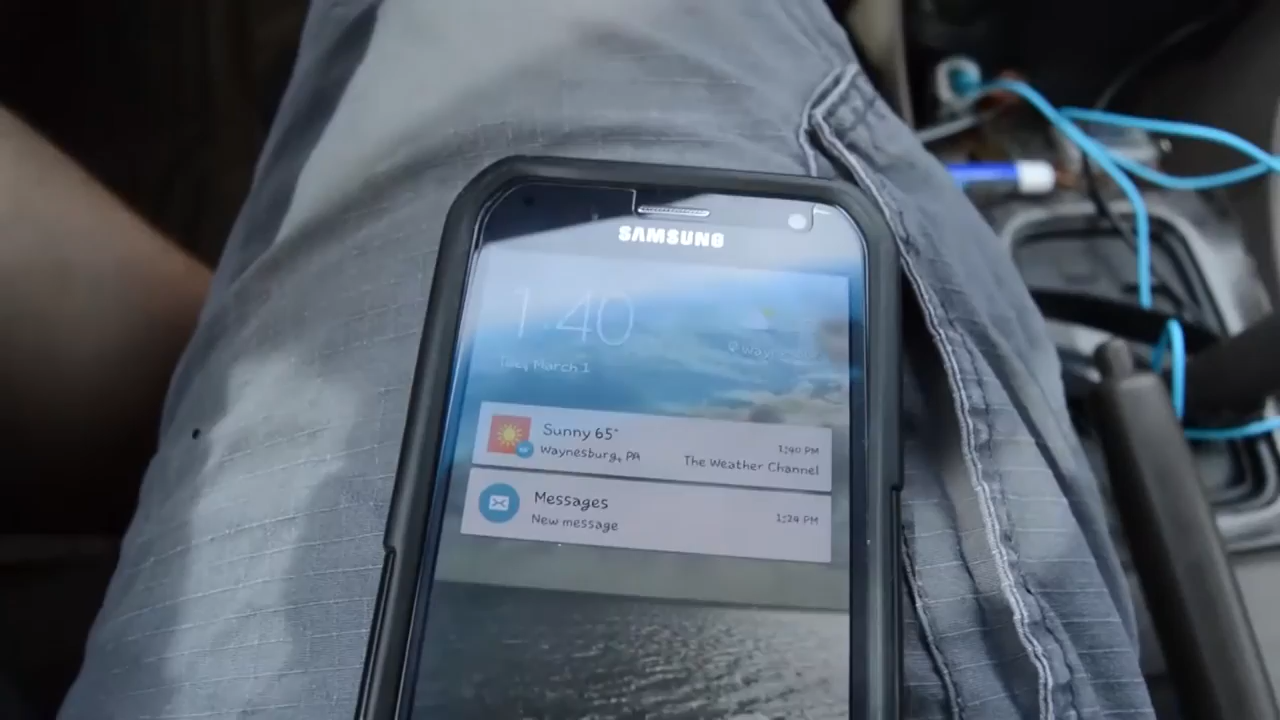 SAMSUNG
1:40
Tue, March 1
Sunny 65°
1:40 PM
Waynesburg, PA
The Weather Channel
Messages
1:24 PM
New message